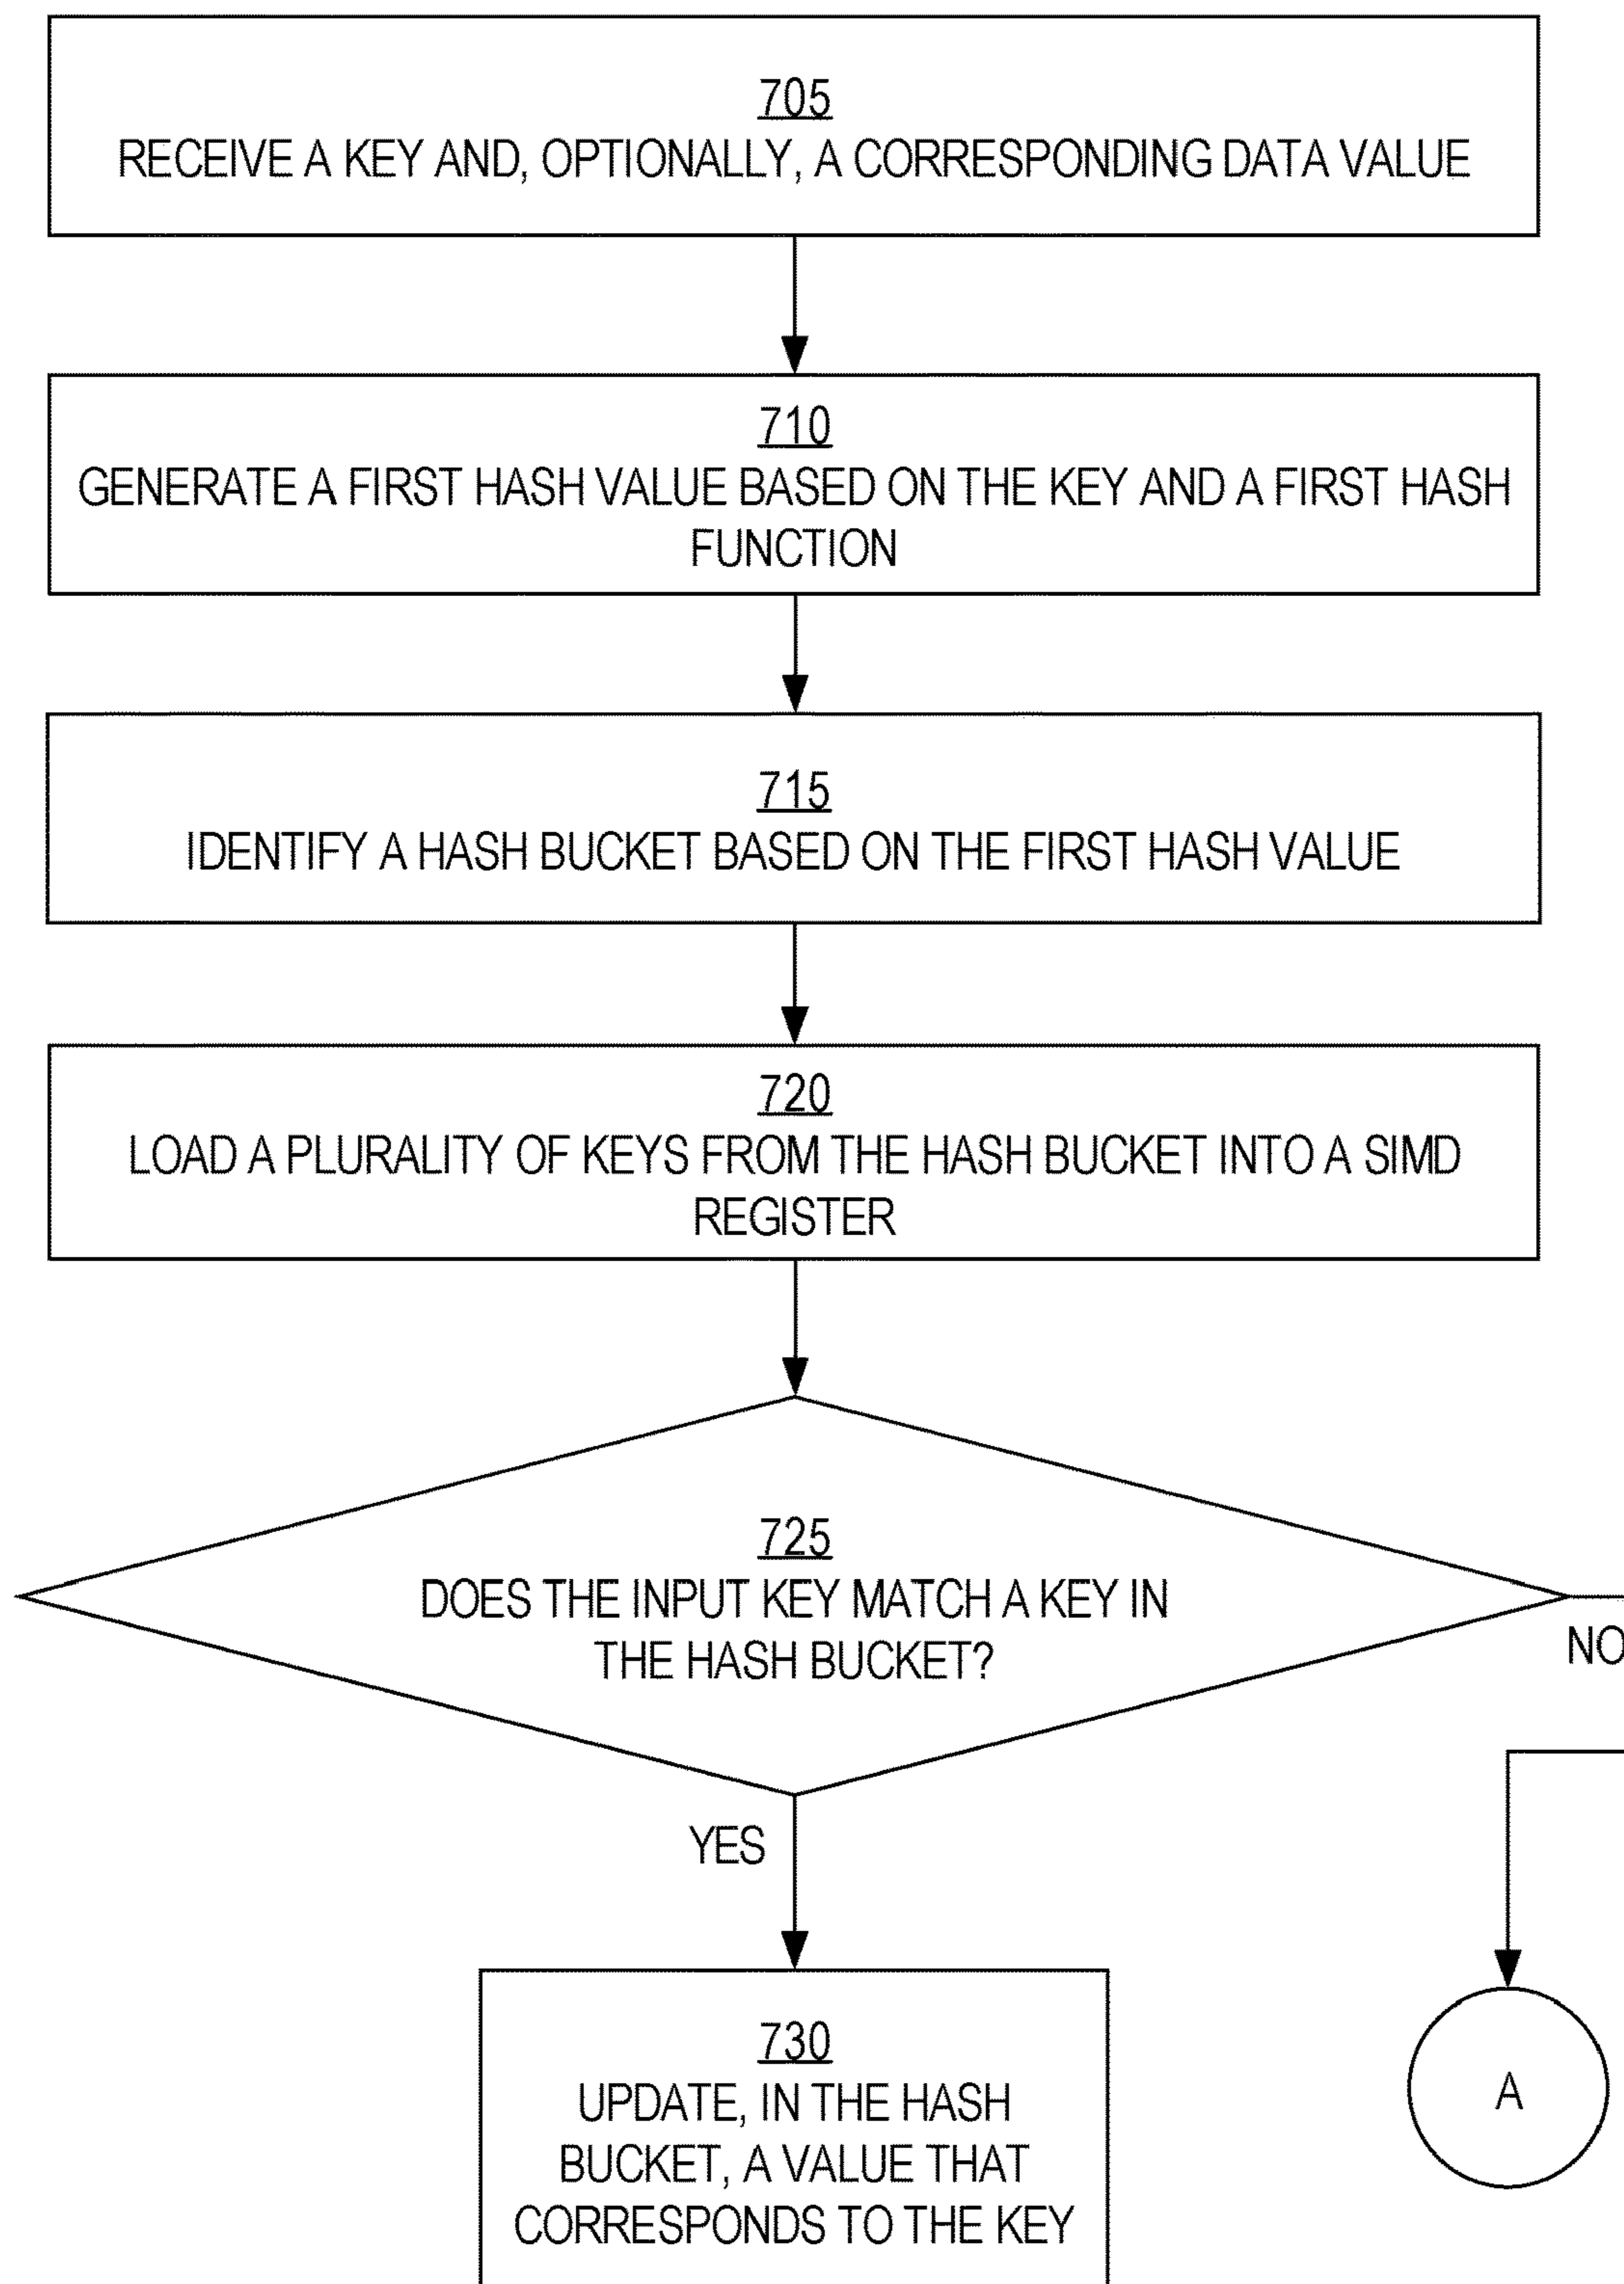 705
RECEIVE A KEY AND, OPTIONALLY, A CORRESPONDING DATA VALUE
710
GENERATE A FIRST HASH VALUE BASED ON THE KEY AND A FIRST HASH
FUNCTION
715
IDENTIFY A HASH BUCKET BASED ON THE FIRST HASH VALUE
720
LOAD A PLURALITY OF KEYS FROM THE HASH BUCKET INTO A SIMD
REGISTER
725
DOES THE INPUT KEY MATCH A KEY IN
THE HASH BUCKET?
NO
YES
730
UPDATE, IN THE HASH
BUCKET, A VALUE THAT
CORRESPONDS TO THE KEY
A